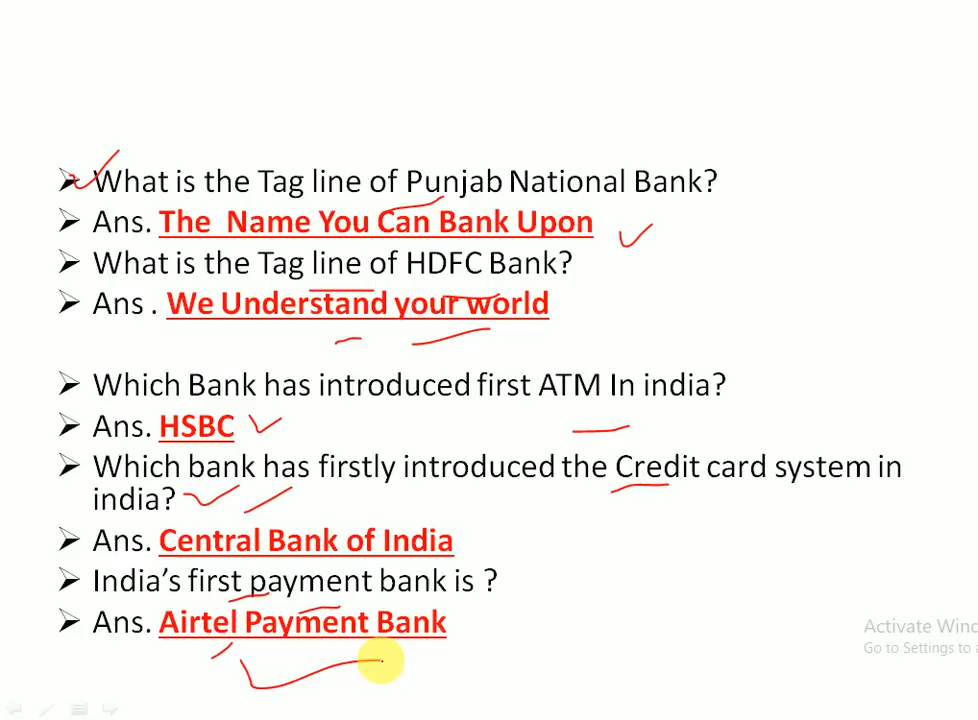 What is the Tag line of Punjab National Bank?
Ans. The Name You Can Bank Upon
What is the Tag line of HDFC Bank?
Ans . We Understand your world
Which Bank has introduced first ATM In india?
Ans. HSBC
Which bank has firstly introduced the Credit card system in
india?
Ans. Central Bank of India
India's first payment bank is ?
Ans. Airtel Payment Bank
Activate Winc
Go to Settings to a